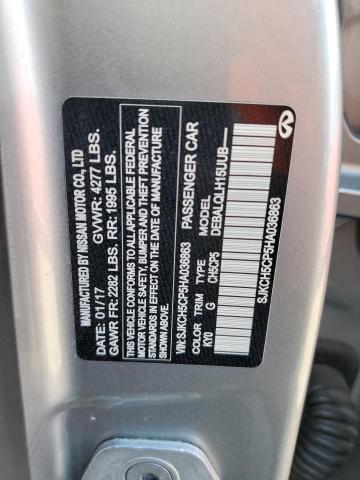 MFD BY NISSAN MOTOR CO., LTD
DATE: 01/17 GVWR: 4277 LBS.
GAWR FR: 2282 LBS. RR: 1995 LBS.
THIS VEHICLE CONFORMS TO ALL APPLICABLE FEDERAL
MOTOR VEHICLE SAFETY, BUMPER AND THEFT PREVENTION
STANDARDS IN EFFECT ON THE DATE OF MANUFACTURE
SHOWN ABOVE.
VIN: SJKCH5CP5HA038863 PASSENGER CAR
COLOR TRIM TYPE MODEL
KY0 G CH5CP5 DEBALQLH15UUB---
SJKCH5CP5HA038863